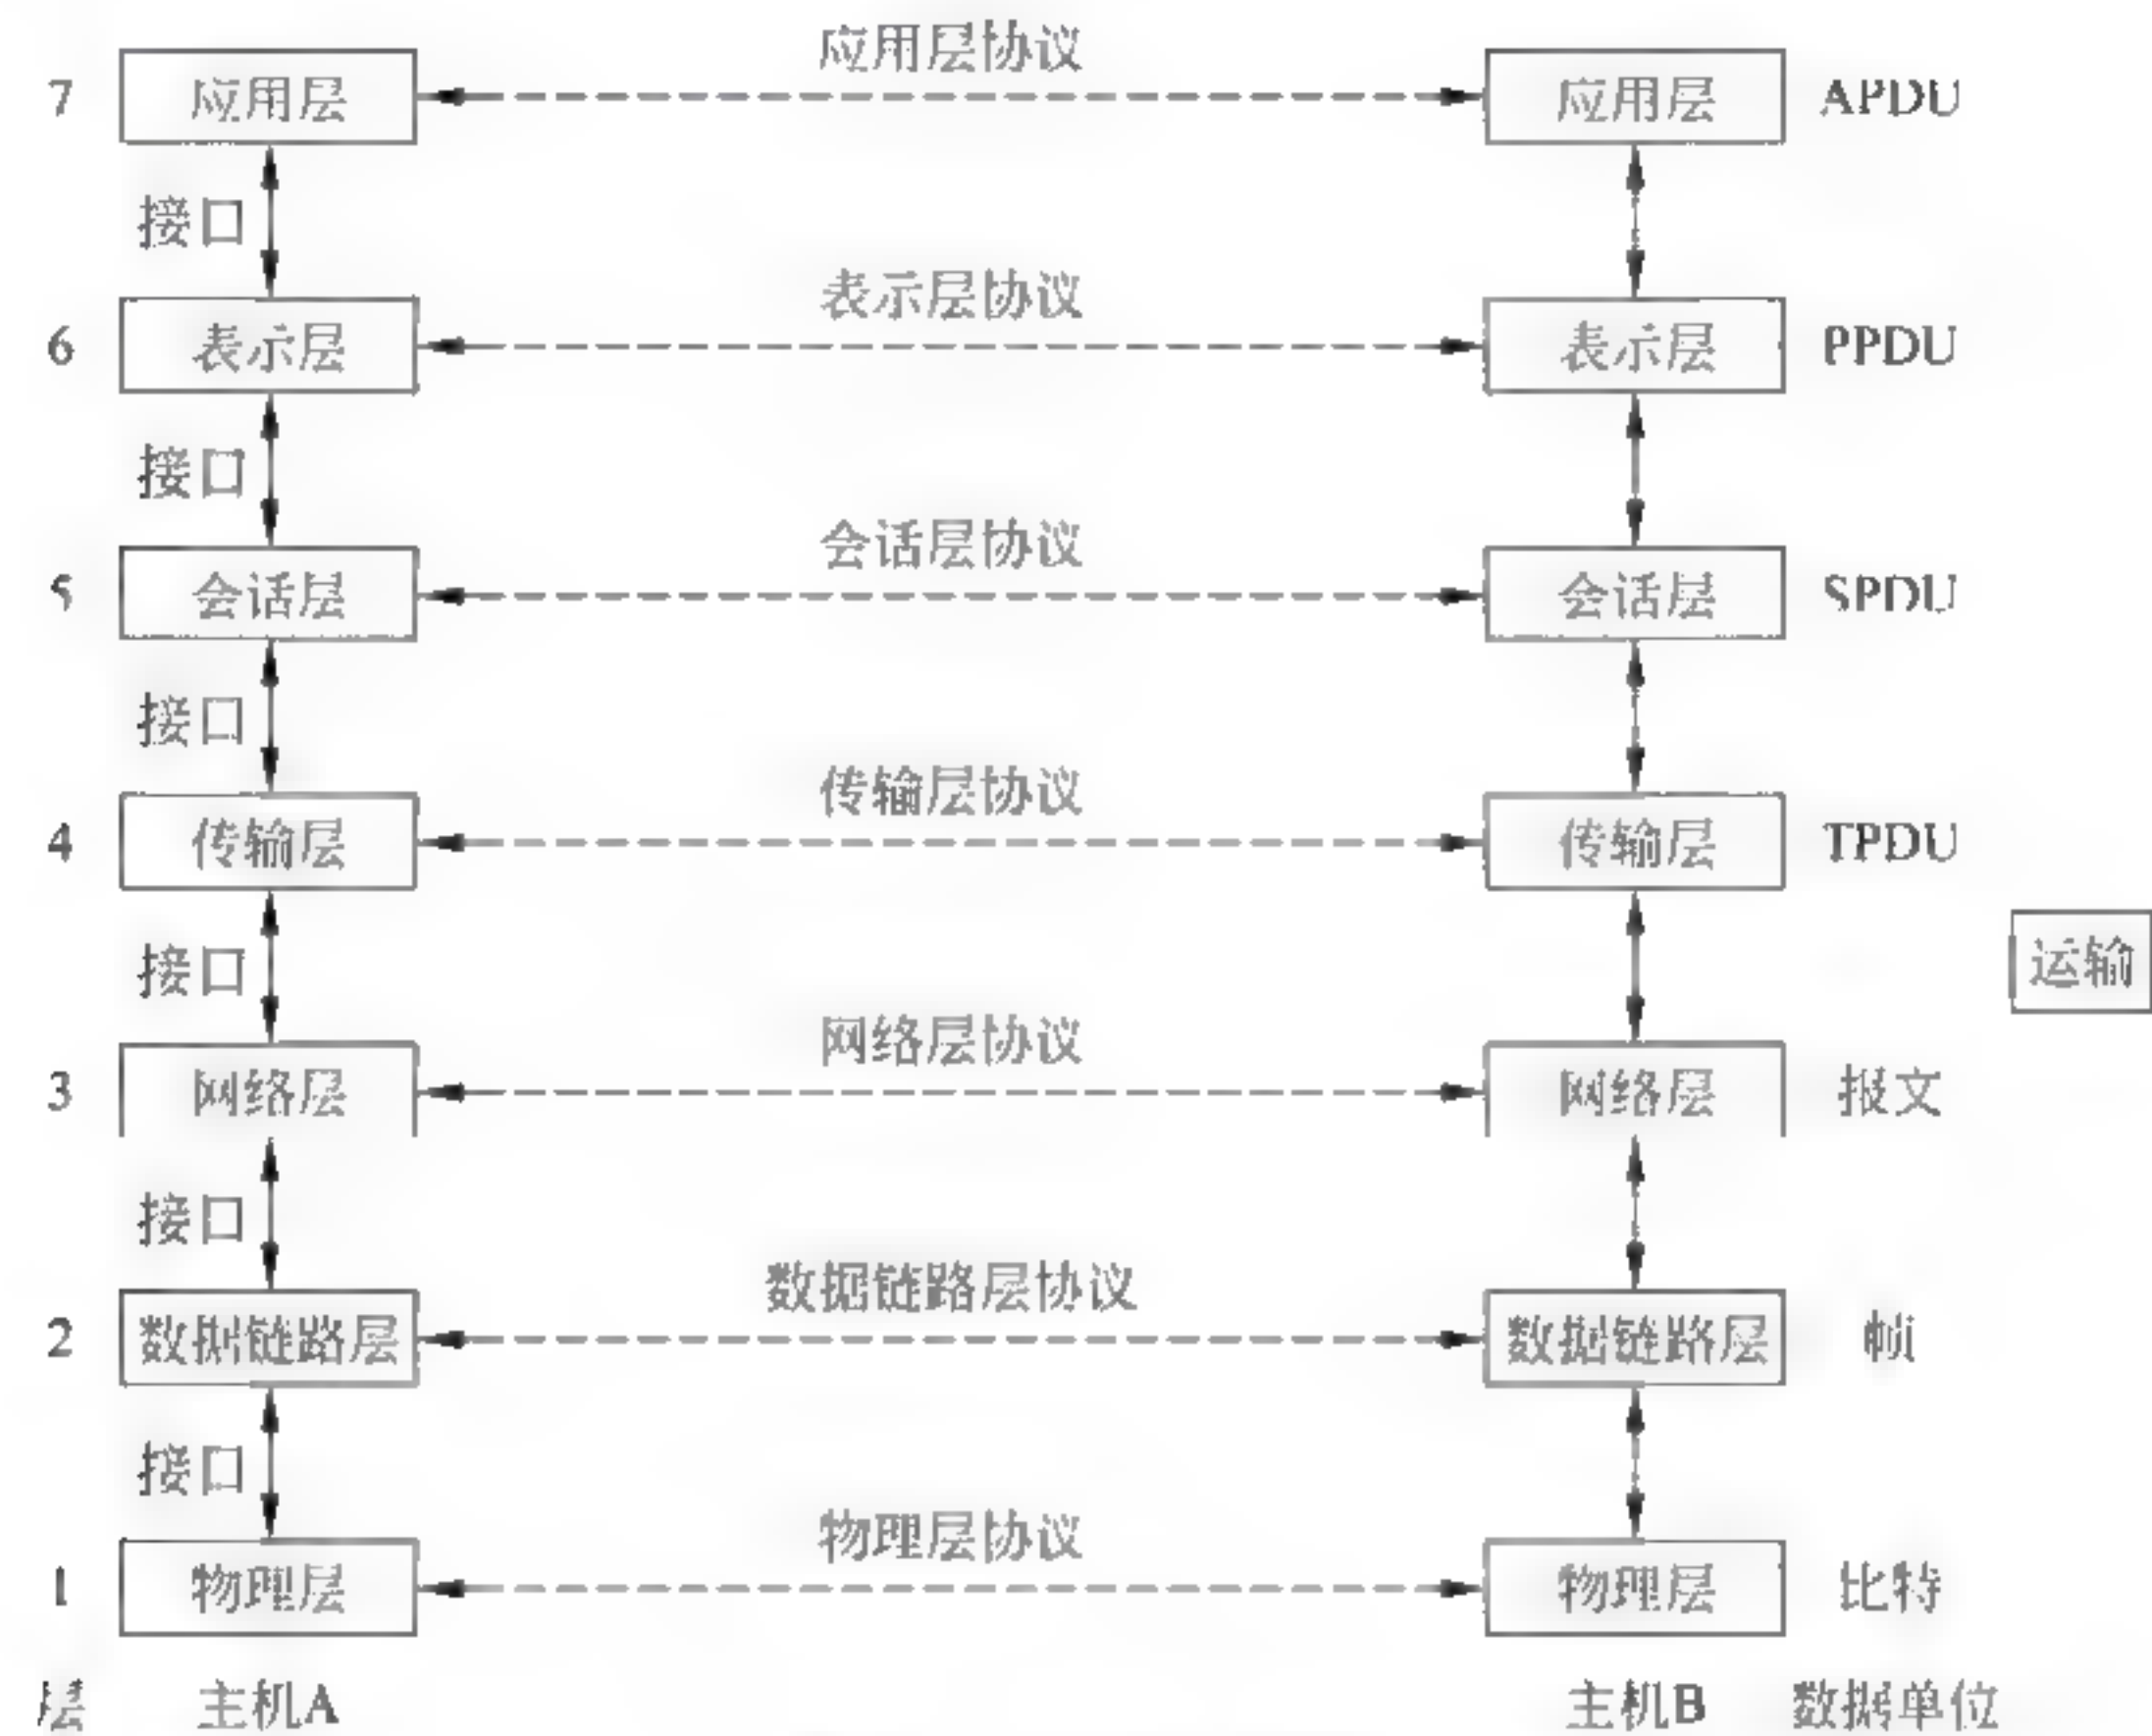 应用层协议
7 应用层 应用层 APDU
接口
表示层协议
6 表示层 表示层 PPDU
接口
会话层协议
5 会话层 会话层 SPDU
接口
传输层协议
4 传输层 传输层 TPDU
接口 运输
网络层协议
3 网络层 网络层 报文
接口
数据链路层协议
2 数据链路层 数据链路层 帧
接口
物理层协议
1 物理层 物理层 比特
层 主机A 主机B 数据单位